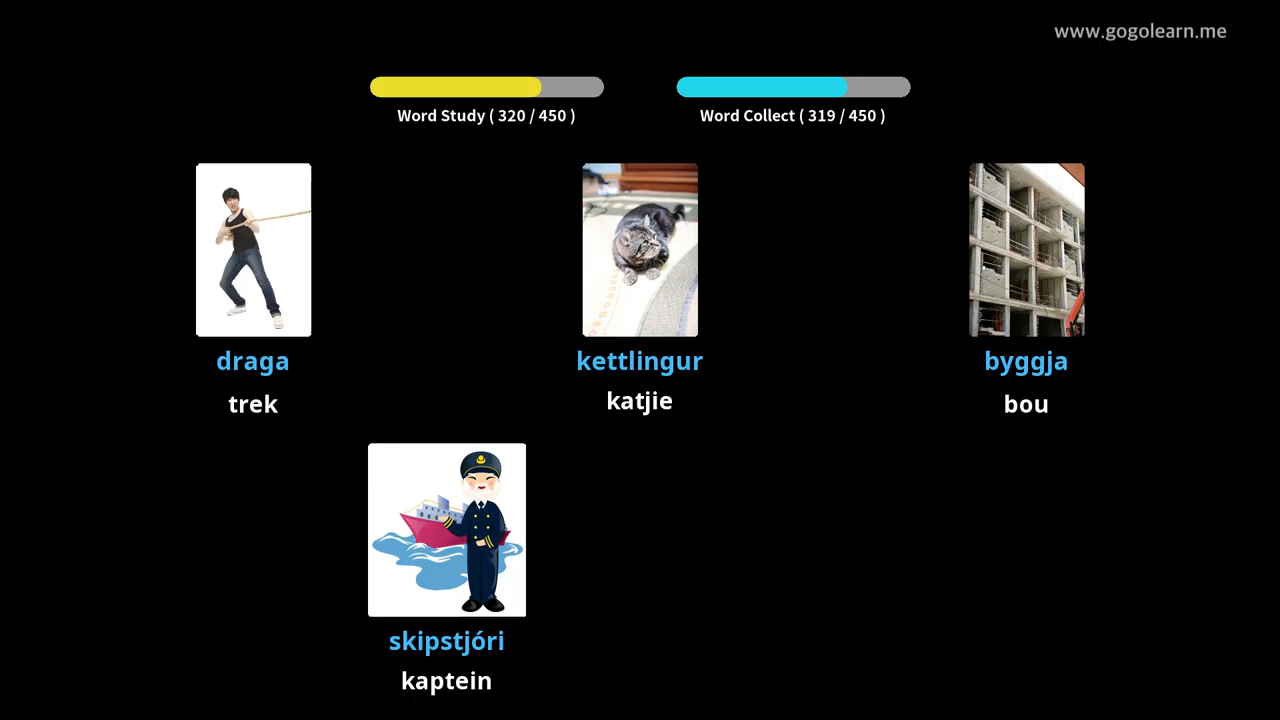 www.gogolearn.me
Word Study ( 320 / 450 )
Word Collect ( 319 / 450 )
draga
trek
kettlingur
katjie
byggja
bou
skipstjóri
kaptein